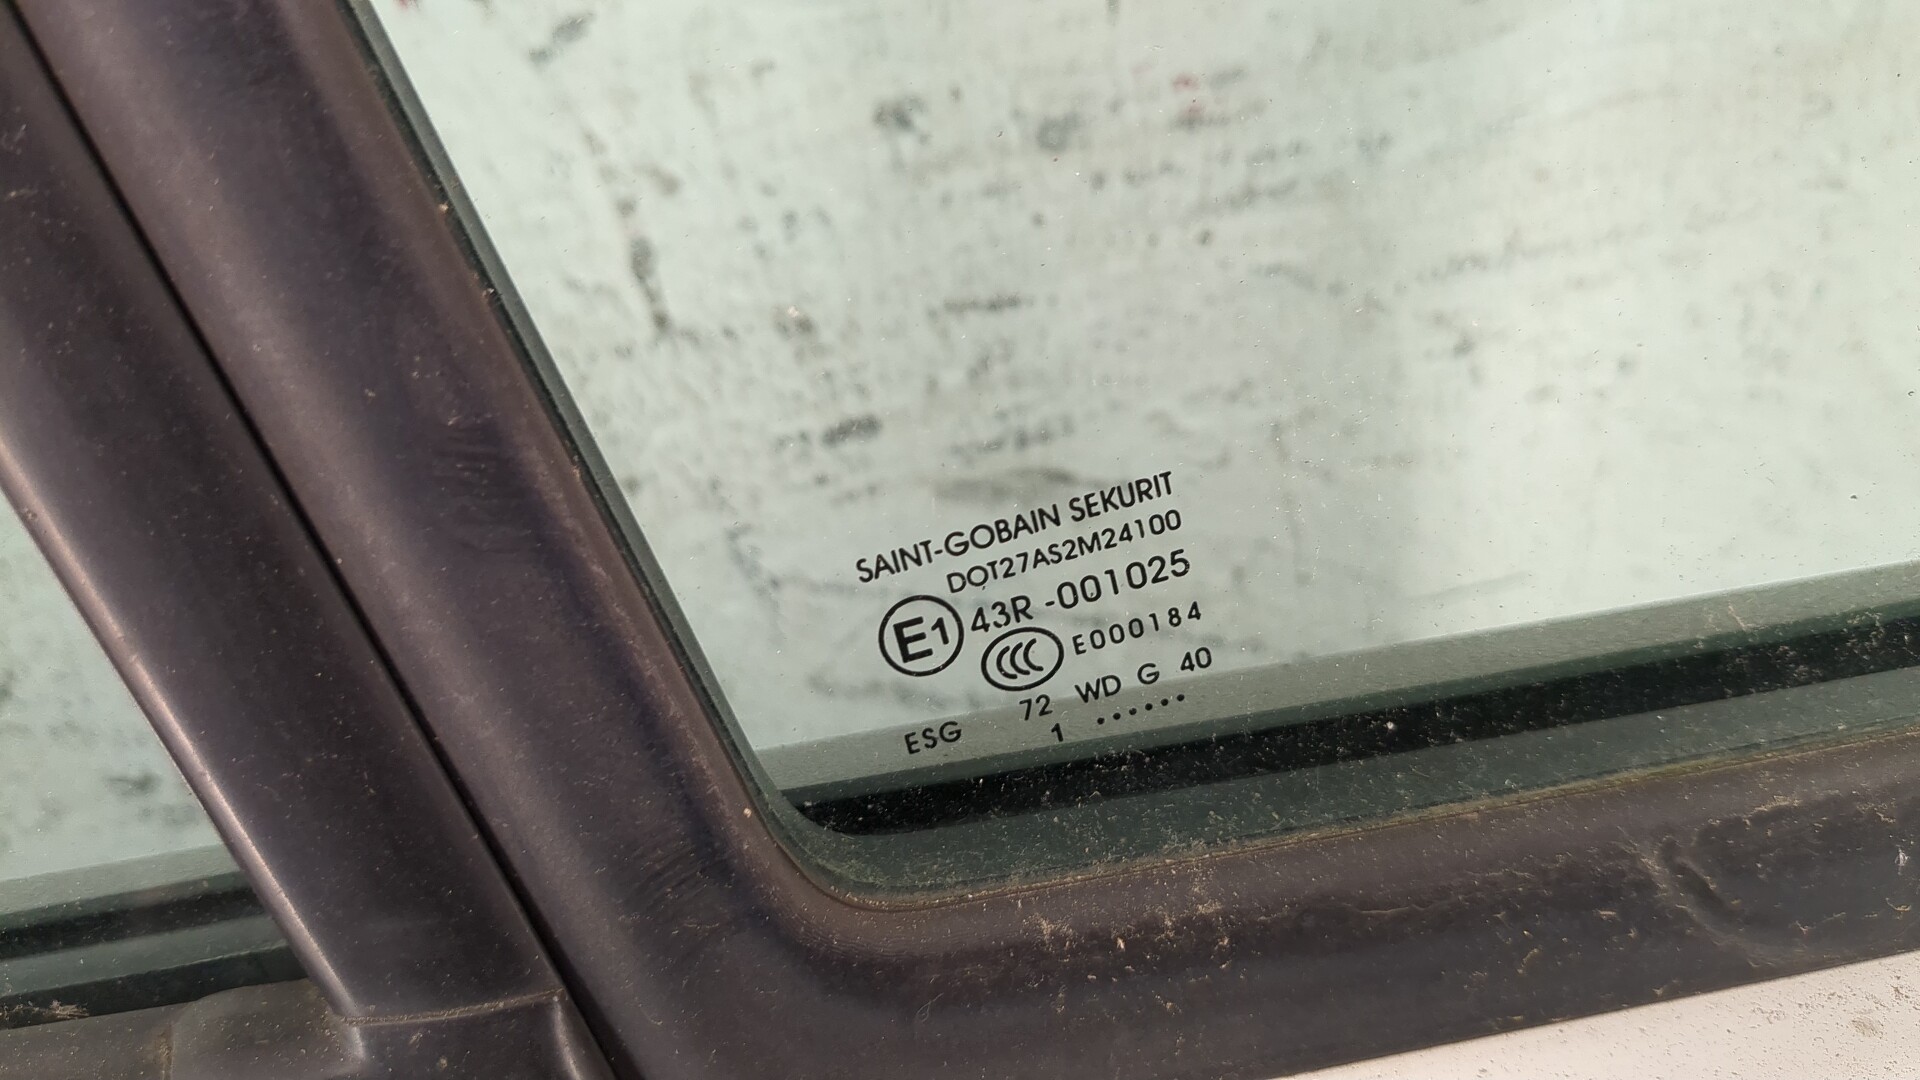 SAINT-GOBAIN SEKURIT
DOT27AS2M24100
E1 43R -001025
CCC E000184
72 WD G 40
ESG 1 ......